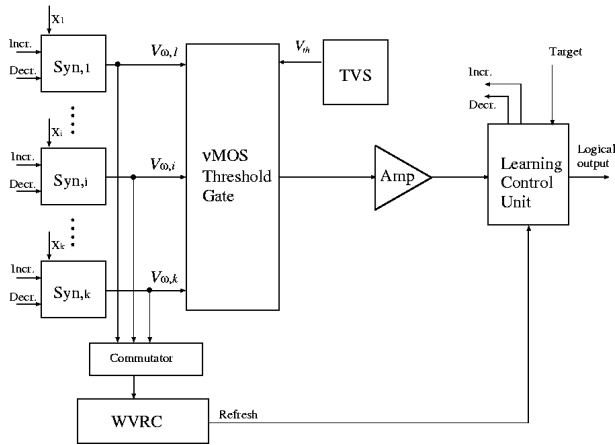 X1
Incr.
Decr.
Syn,1
Vω,1
Vth
TVS
Target
Incr.
Decr.
Xi
Incr.
Decr.
Syn,i
Vω,i
νMOS
Threshold
Gate
Amp
Learning
Control
Unit
Logical
output
Xk
Incr.
Decr.
Syn,k
Vω,k
Commutator
WVRC
Refresh